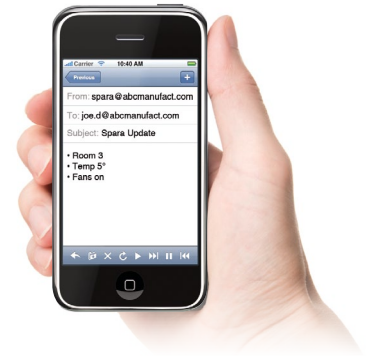 Carrier 10:40 AM
Previous
From: spara@abcmanufact.com
To: joe.d@abcmanufact.com
Subject: Spara Update
• Room 3
• Temp 5°
• Fans on